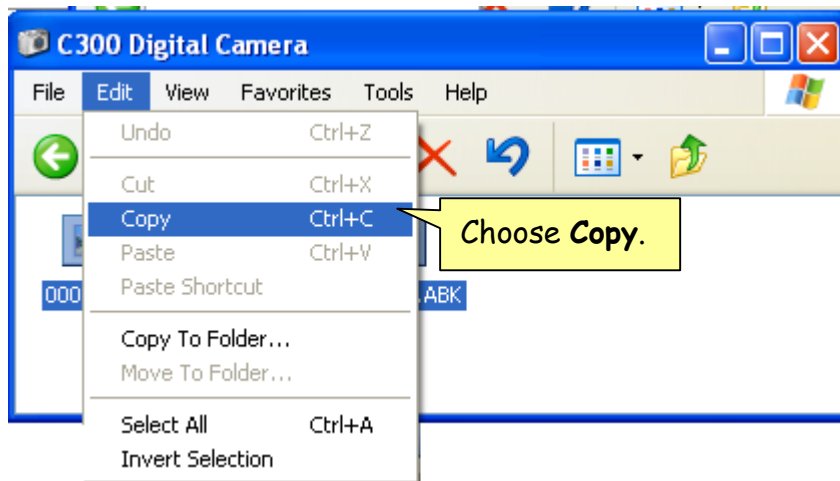 C300 Digital Camera
File Edit View Favorites Tools Help
Undo Ctrl+Z
Cut Ctrl+X
Copy Ctrl+C
Choose Copy.
Paste Ctrl+V
Paste Shortcut
000 .ABK
Copy To Folder...
Move To Folder...
Select All Ctrl+A
Invert Selection